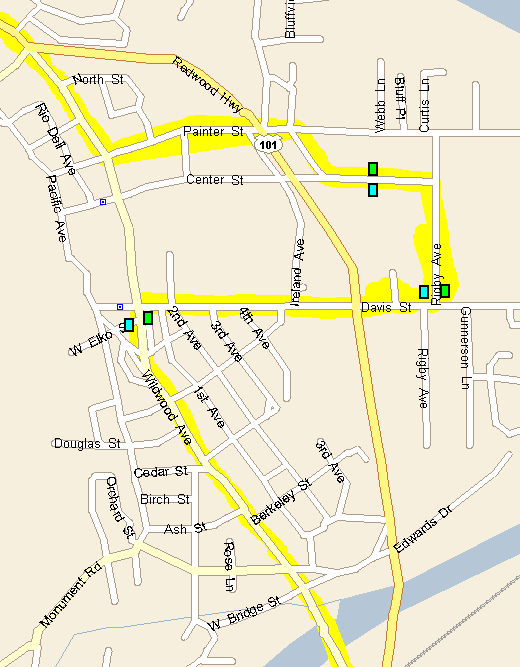 Bluffvi
North St
Redwood Hwy
Webb Ln
Bluff Pl
Curtis Ln
Rio Dell Ave
Painter St
101
Center St
Pacific Ave
Ireland Ave
Rigby Ave
Davis St
2nd Ave
3rd Ave
4th Ave
Gunnerson Ln
W Elko S
Wildwood Ave
1st Ave
Rigby Ave
Douglas St
3rd Ave
Cedar St
Orchard St
Birch St
Berkeley St
Ash St
Edwards Dr
Rose Ln
Monument Rd
W Bridge St